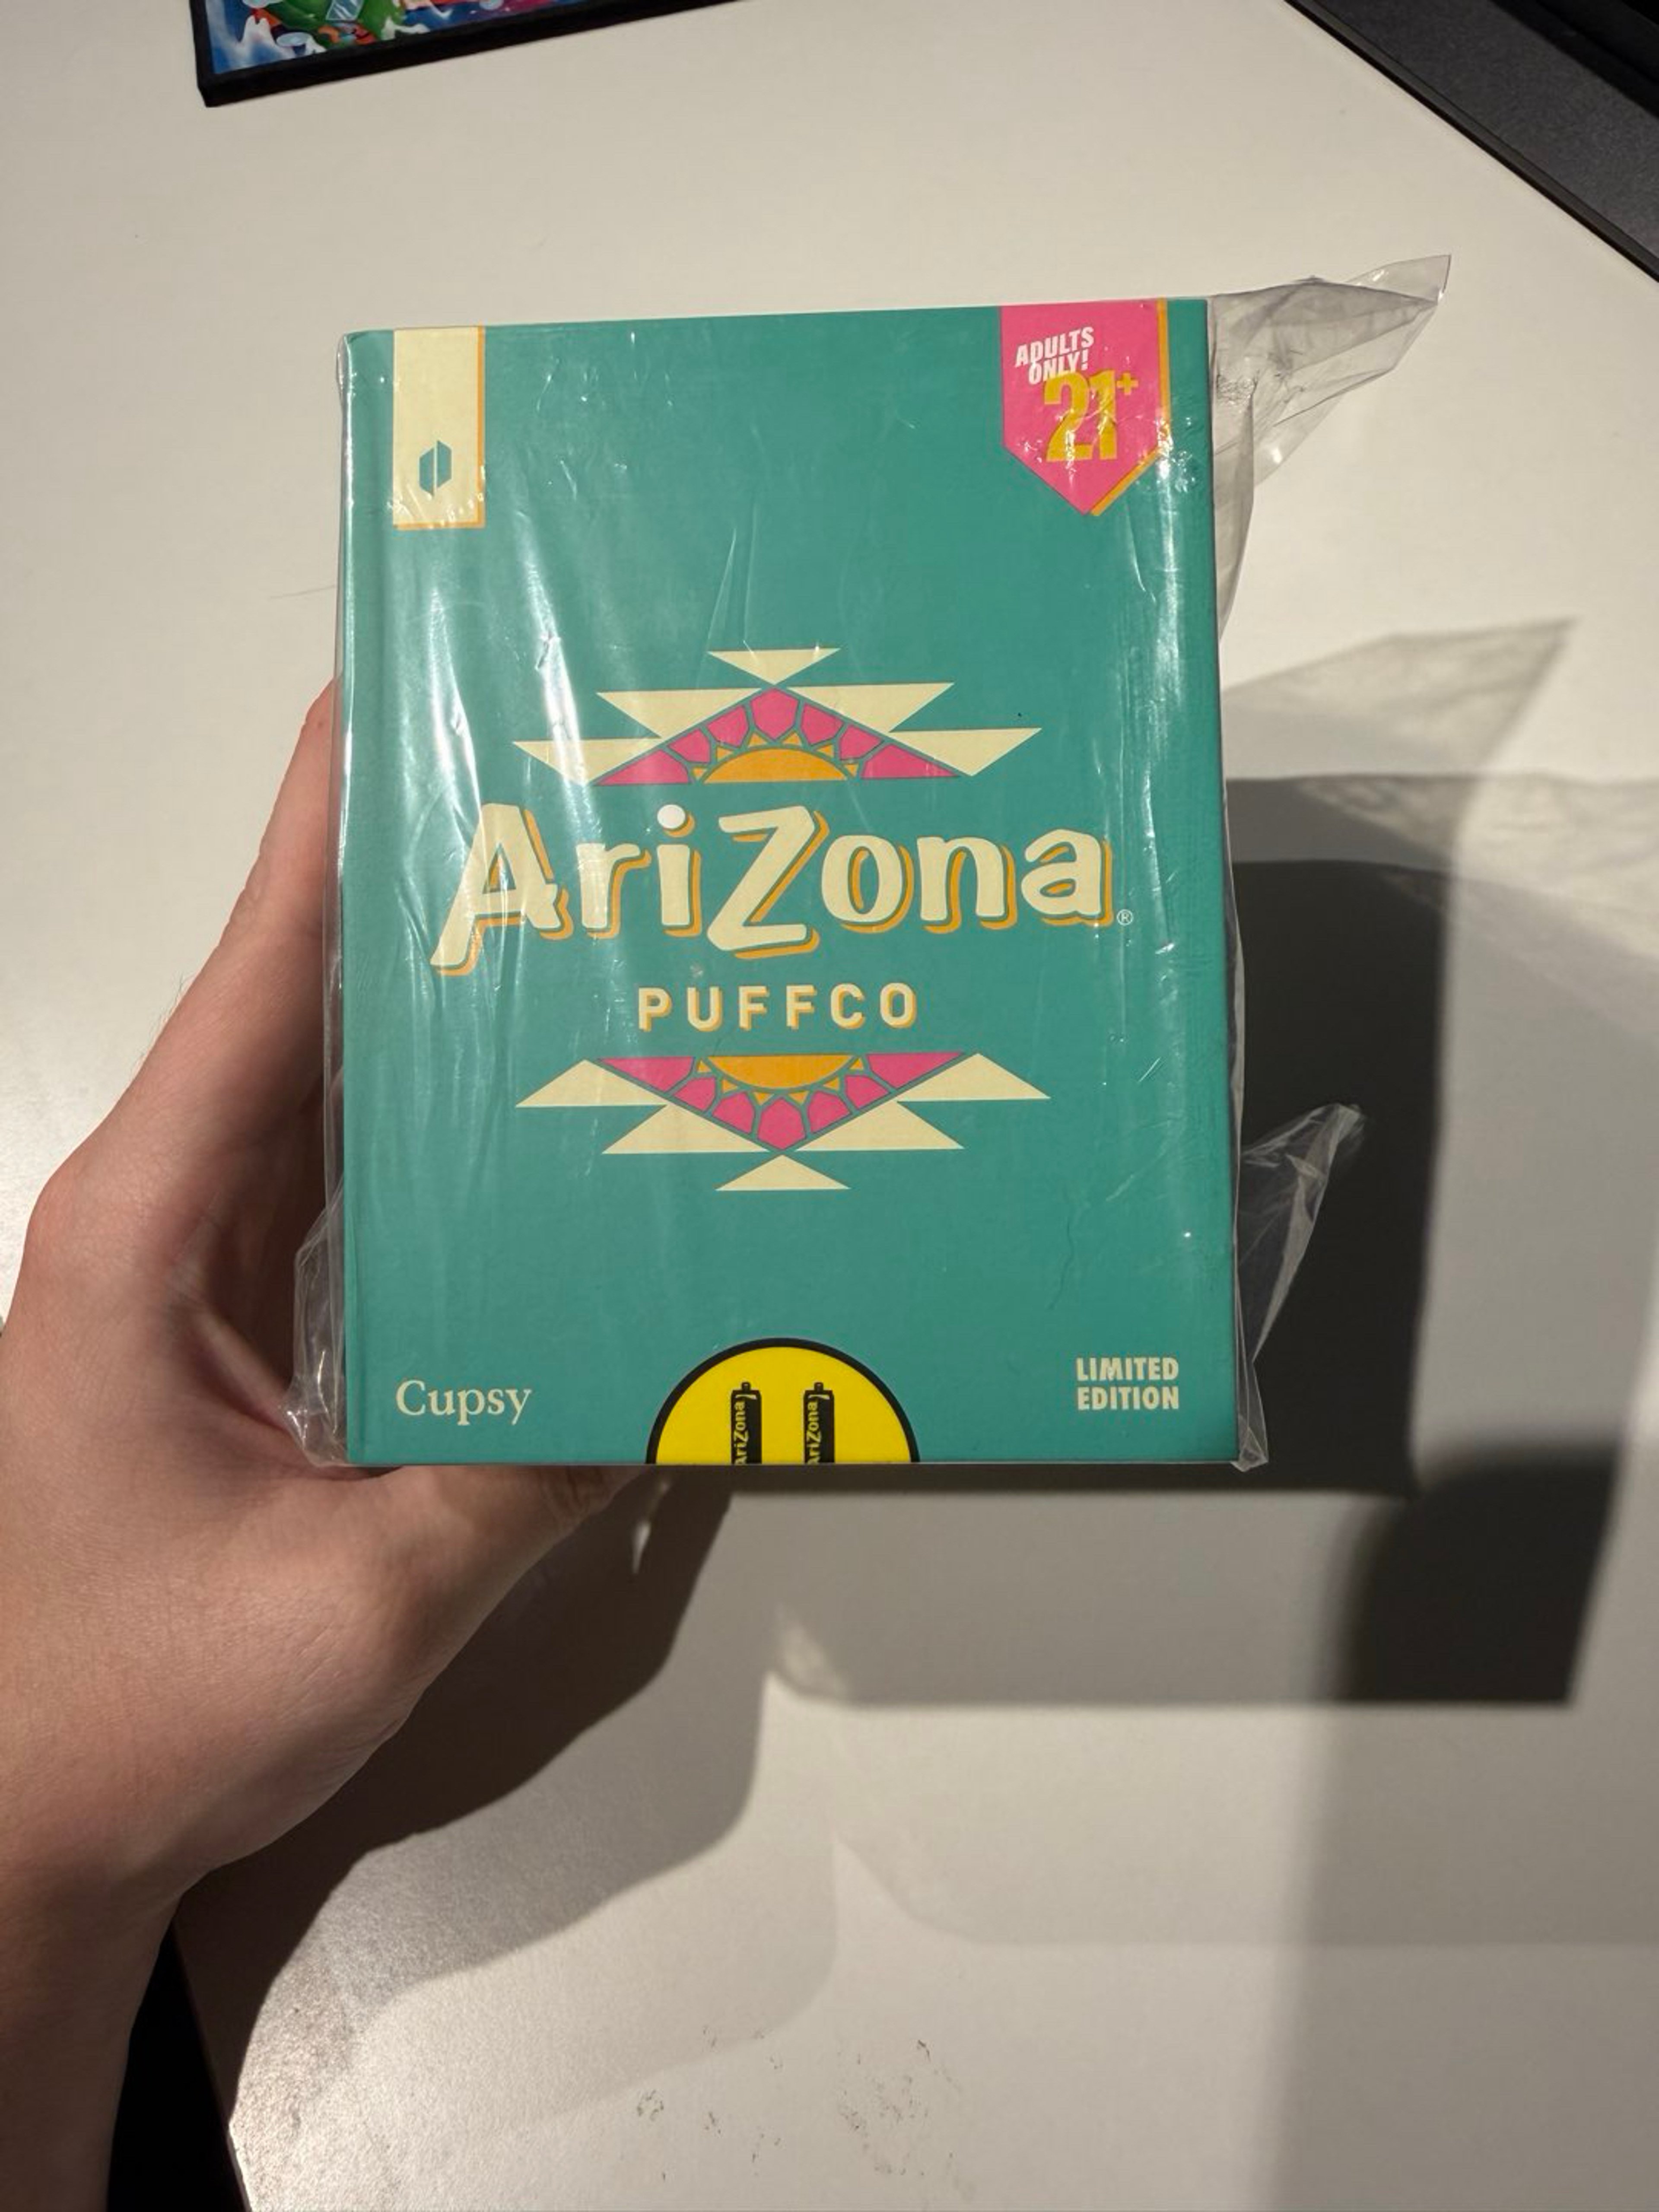 ADULTS
ONLY!
21+
AriZona®
PUFFCO
Cupsy
LIMITED
EDITION
AriZona
AriZona